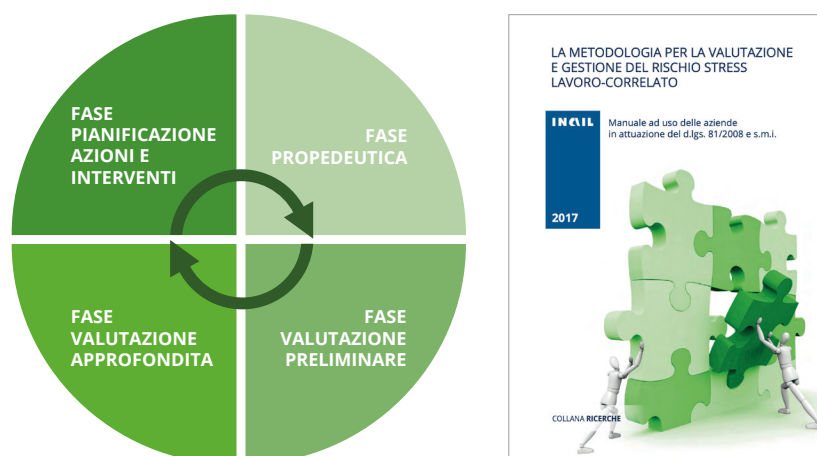 FASE
PIANIFICAZIONE
AZIONI E
INTERVENTI
FASE
PROPEDEUTICA
FASE
VALUTAZIONE
APPROFONDITA
FASE
VALUTAZIONE
PRELIMINARE
LA METODOLOGIA PER LA VALUTAZIONE
E GESTIONE DEL RISCHIO STRESS
LAVORO-CORRELATO
INAIL
Manuale ad uso delle aziende
in attuazione del d.lgs. 81/2008 e s.m.i.
2017
COLLANA RICERCHE